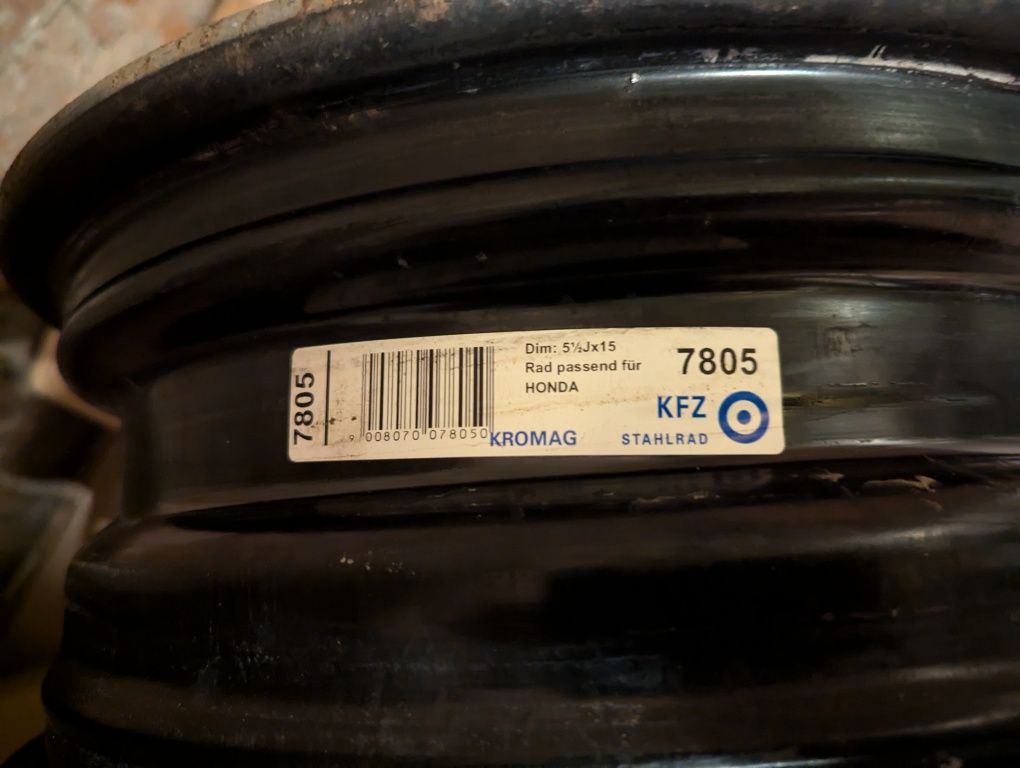 7805
9 008070 078050
Dim: 5½Jx15
Rad passend für
HONDA
7805
KFZ
KROMAG
STAHLRAD